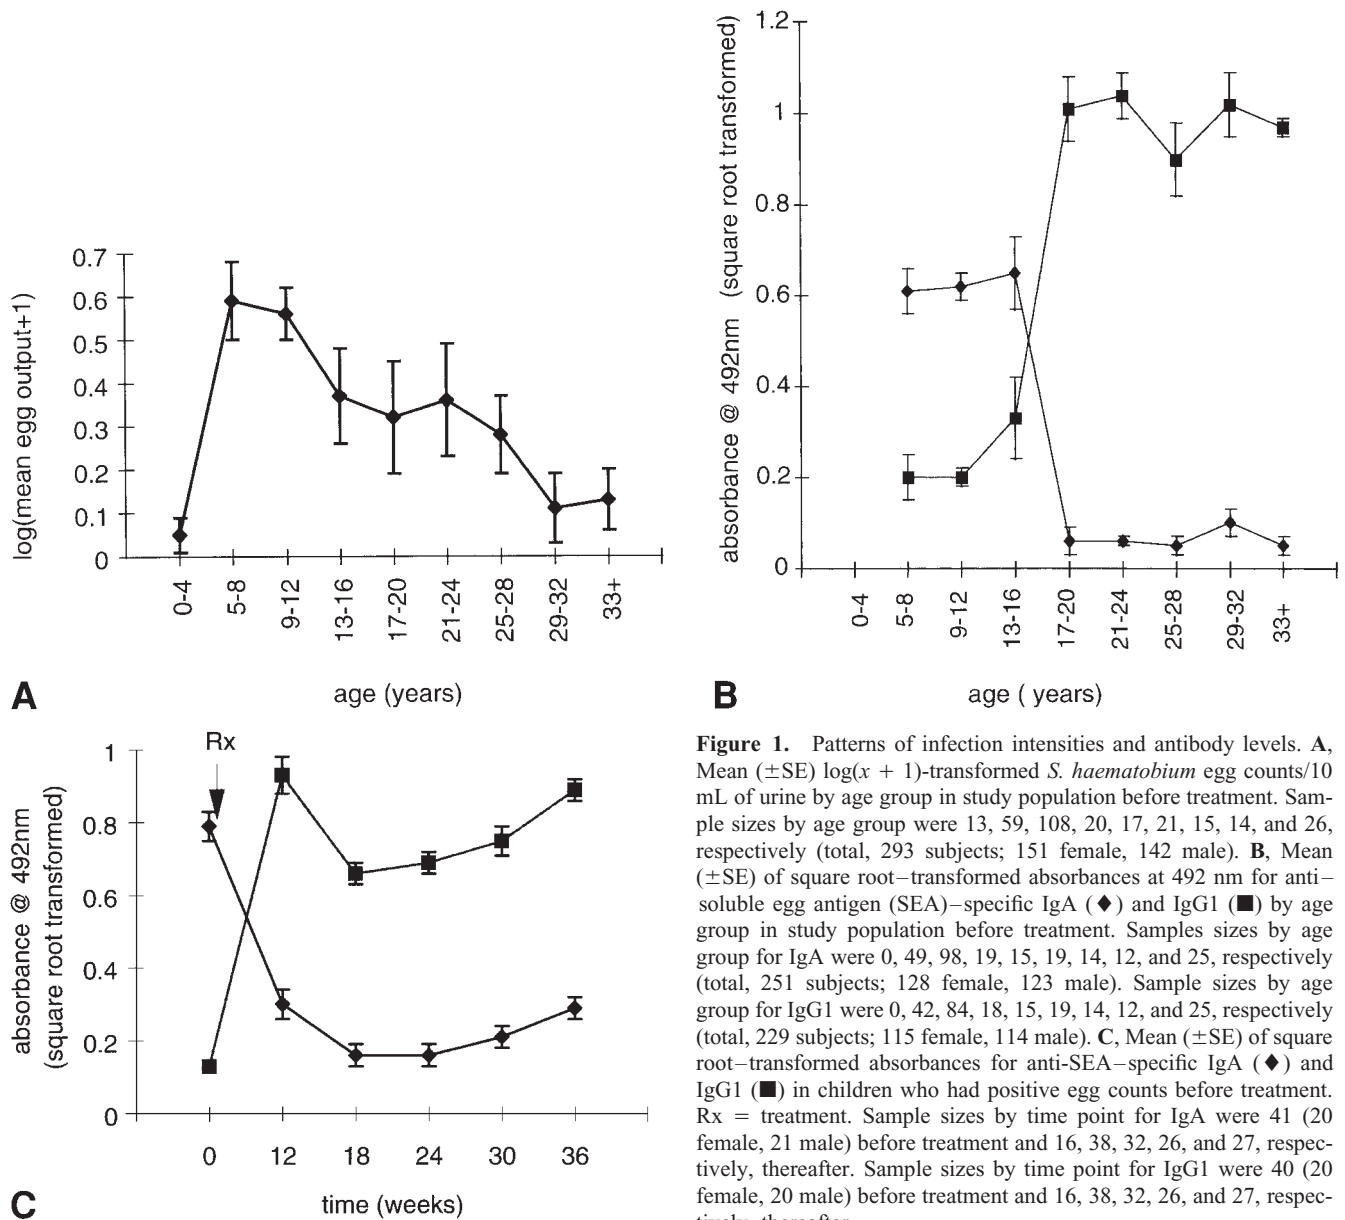 0.7
0.6
0.5
0.4
0.3
0.2
0.1
0
log(mean egg output+1)
0-4
5-8
9-12
13-16
17-20
21-24
25-28
29-32
33+
age (years)
A
1.2
1
0.8
0.6
0.4
0.2
0
absorbance @ 492nm (square root transformed)
0-4
5-8
9-12
13-16
17-20
21-24
25-28
29-32
33+
age ( years)
B
Rx
1
0.8
0.6
0.4
0.2
0
absorbance @ 492nm
(square root transformed)
0
12
18
24
30
36
time (weeks)
C
Figure 1. Patterns of infection intensities and antibody levels. A,
Mean (±SE) log(x + 1)-transformed S. haematobium egg counts/10
mL of urine by age group in study population before treatment. Sam-
ple sizes by age group were 13, 59, 108, 20, 17, 21, 15, 14, and 26,
respectively (total, 293 subjects; 151 female, 142 male). B, Mean
(±SE) of square root–transformed absorbances at 492 nm for anti–
soluble egg antigen (SEA)–specific IgA (◆) and IgG1 (■) by age
group in study population before treatment. Samples sizes by age
group for IgA were 0, 49, 98, 19, 15, 19, 14, 12, and 25, respectively
(total, 251 subjects; 128 female, 123 male). Sample sizes by age
group for IgG1 were 0, 42, 84, 18, 15, 19, 14, 12, and 25, respectively
(total, 229 subjects; 115 female, 114 male). C, Mean (±SE) of square
root–transformed absorbances for anti-SEA–specific IgA (◆) and
IgG1 (■) in children who had positive egg counts before treatment.
Rx = treatment. Sample sizes by time point for IgA were 41 (20
female, 21 male) before treatment and 16, 38, 32, 26, and 27, respec-
tively, thereafter. Sample sizes by time point for IgG1 were 40 (20
female, 20 male) before treatment and 16, 38, 32, 26, and 27, respec-